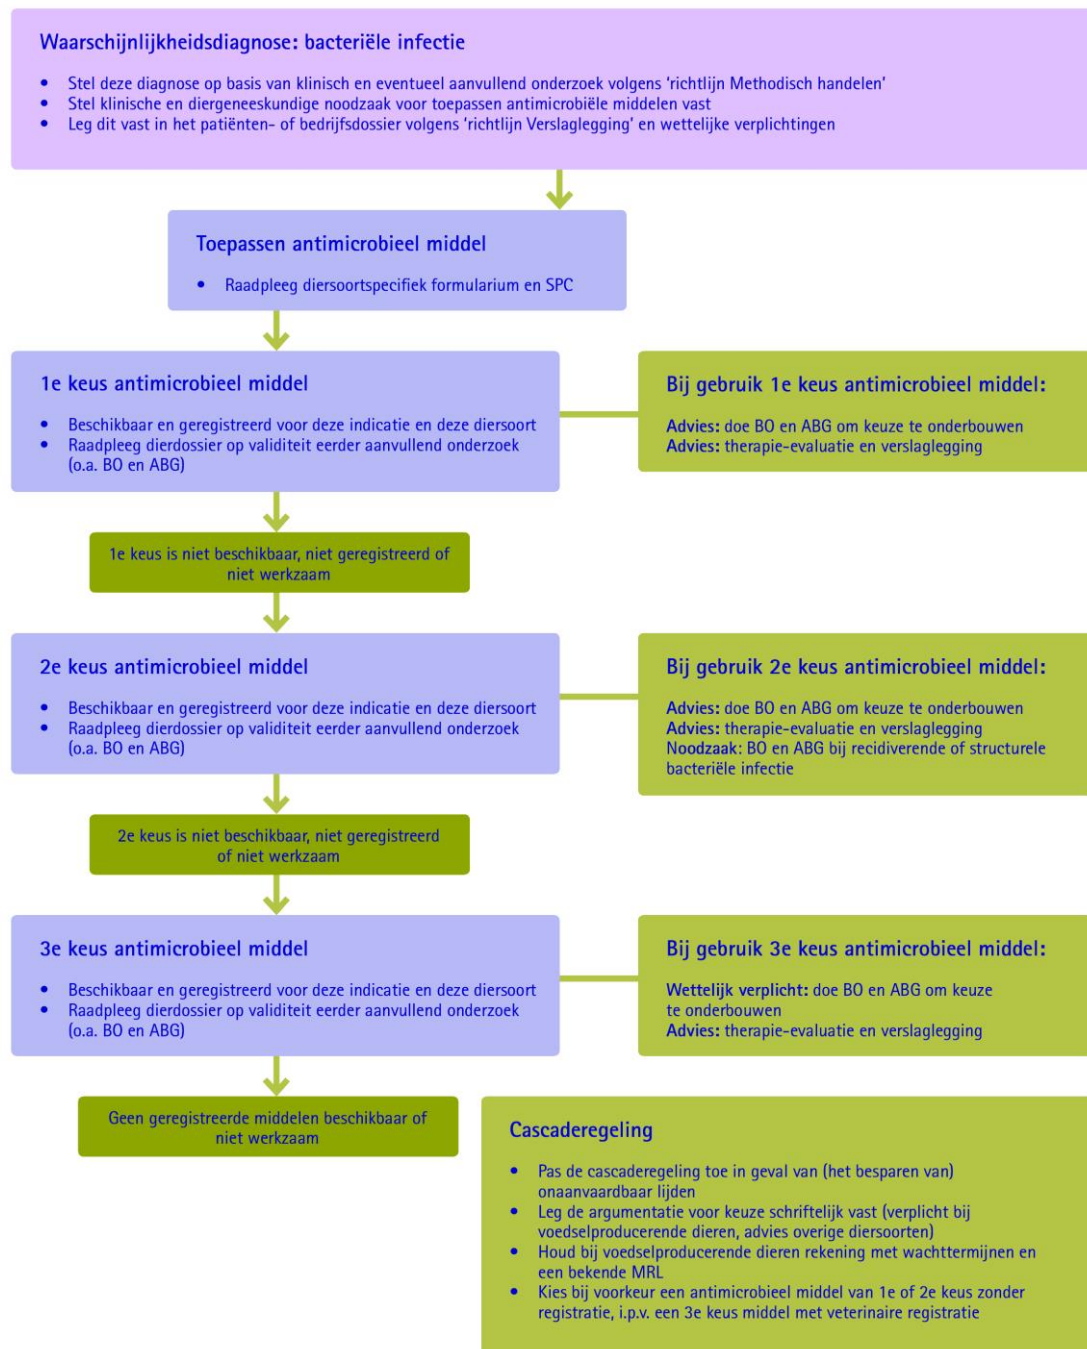 Waarschijnlijkheidsdiagnose: bacteriële infectie
• Stel deze diagnose op basis van klinisch en eventueel aanvullend onderzoek volgens ‘richtlijn Methodisch handelen’
• Stel klinische en diergeneeskundige noodzaak voor toepassen antimicrobiële middelen vast
• Leg dit vast in het patiënten- of bedrijfsdossier volgens ‘richtlijn Verslaglegging’ en wettelijke verplichtingen
Toepassen antimicrobieel middel
• Raadpleeg diersoortspecifiek formularium en SPC
1e keus antimicrobieel middel
• Beschikbaar en geregistreerd voor deze indicatie en deze diersoort
• Raadpleeg dierdossier op validiteit eerder aanvullend onderzoek
(o.a. BO en ABG)
Bij gebruik 1e keus antimicrobieel middel:
Advies: doe BO en ABG om keuze te onderbouwen
Advies: therapie-evaluatie en verslaglegging
1e keus is niet beschikbaar, niet geregistreerd of
niet werkzaam
2e keus antimicrobieel middel
• Beschikbaar en geregistreerd voor deze indicatie en deze diersoort
• Raadpleeg dierdossier op validiteit eerder aanvullend onderzoek
(o.a. BO en ABG)
Bij gebruik 2e keus antimicrobieel middel:
Advies: doe BO en ABG om keuze te onderbouwen
Advies: therapie-evaluatie en verslaglegging
Noodzaak: BO en ABG bij recidiverende of structurele
bacteriële infectie
2e keus is niet beschikbaar, niet geregistreerd
of niet werkzaam
3e keus antimicrobieel middel
• Beschikbaar en geregistreerd voor deze indicatie en deze diersoort
• Raadpleeg dierdossier op validiteit eerder aanvullend onderzoek
(o.a. BO en ABG)
Bij gebruik 3e keus antimicrobieel middel:
Wettelijk verplicht: doe BO en ABG om keuze
te onderbouwen
Advies: therapie-evaluatie en verslaglegging
Geen geregistreerde middelen beschikbaar of
niet werkzaam
Cascaderegeling
• Pas de cascaderegeling toe in geval van (het besparen van)
onaanvaardbaar lijden
• Leg de argumentatie voor keuze schriftelijk vast (verplicht bij
voedselproducerende dieren, advies overige diersoorten)
• Houd bij voedselproducerende dieren rekening met wachttermijnen en
een bekende MRL
• Kies bij voorkeur een antimicrobieel middel van 1e of 2e keus zonder
registratie, i.p.v. een 3e keus middel met veterinaire registratie